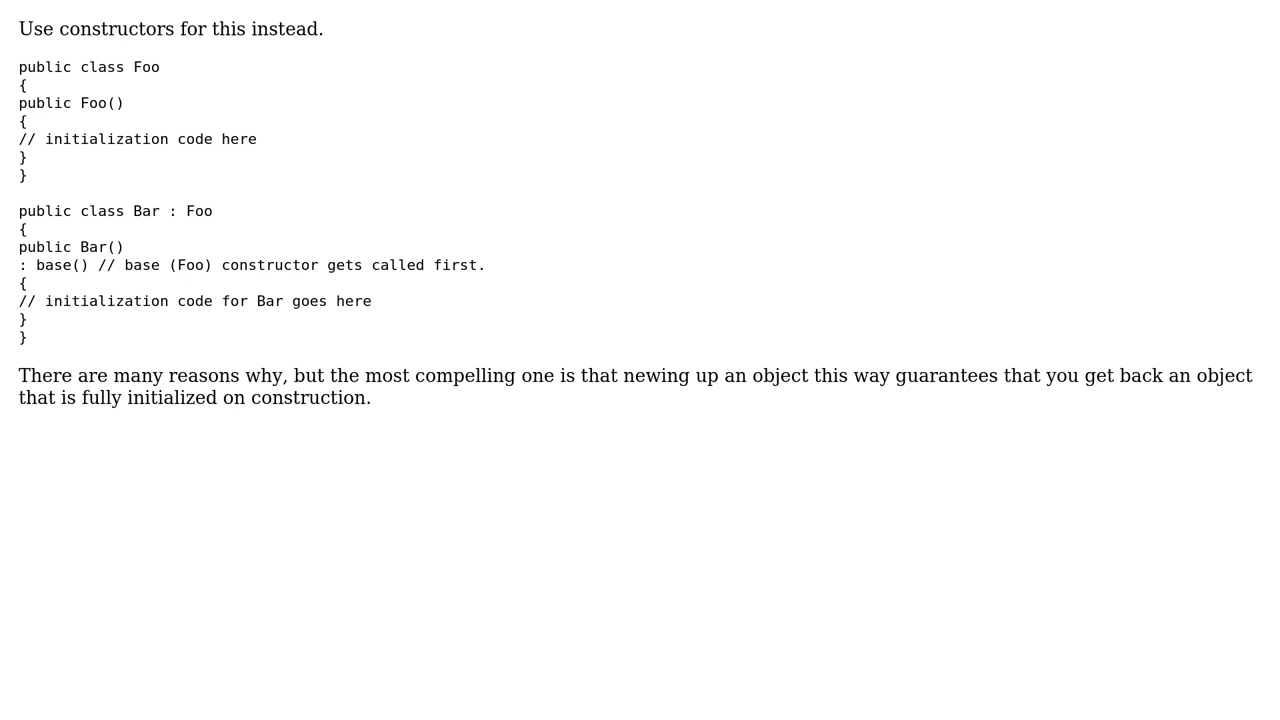 Use constructors for this instead.
public class Foo
{
public Foo()
{
// initialization code here
}
}
public class Bar : Foo
{
public Bar()
: base() // base (Foo) constructor gets called first.
{
// initialization code for Bar goes here
}
}
There are many reasons why, but the most compelling one is that newing up an object this way guarantees that you get back an object
that is fully initialized on construction.